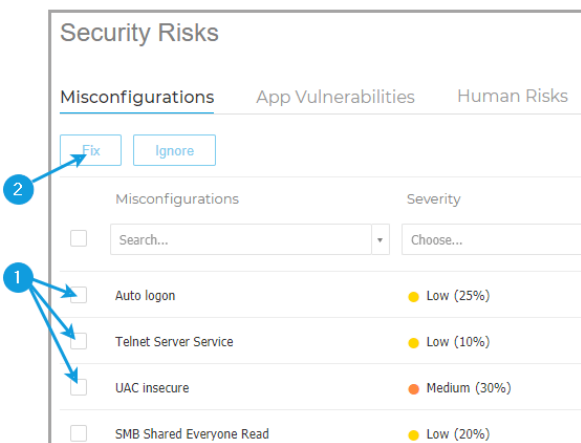 Security Risks
Misconfigurations App Vulnerabilities Human Risks
Fix Ignore
2
Misconfigurations Severity
Search... Choose...
1
Auto logon Low (25%)
Telnet Server Service Low (10%)
UAC insecure Medium (30%)
SMB Shared Everyone Read Low (20%)